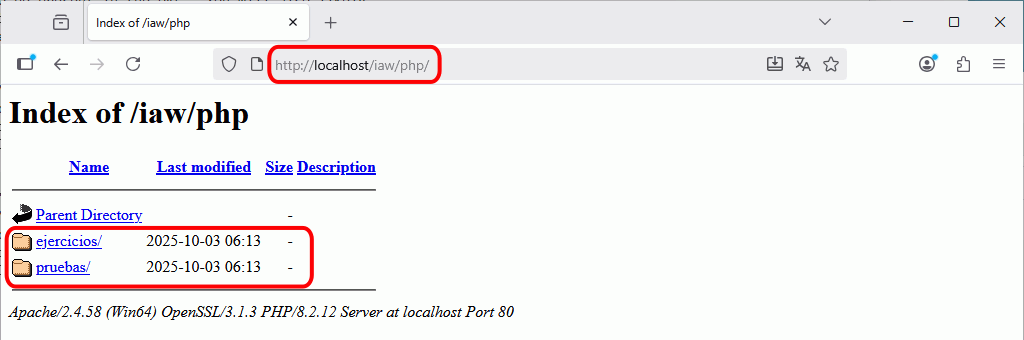 Index of /iaw/php
http://localhost/iaw/php/
Index of /iaw/php
Name Last modified Size Description
Parent Directory -
ejercicios/ 2025-10-03 06:13 -
pruebas/ 2025-10-03 06:13 -
Apache/2.4.58 (Win64) OpenSSL/3.1.3 PHP/8.2.12 Server at localhost Port 80